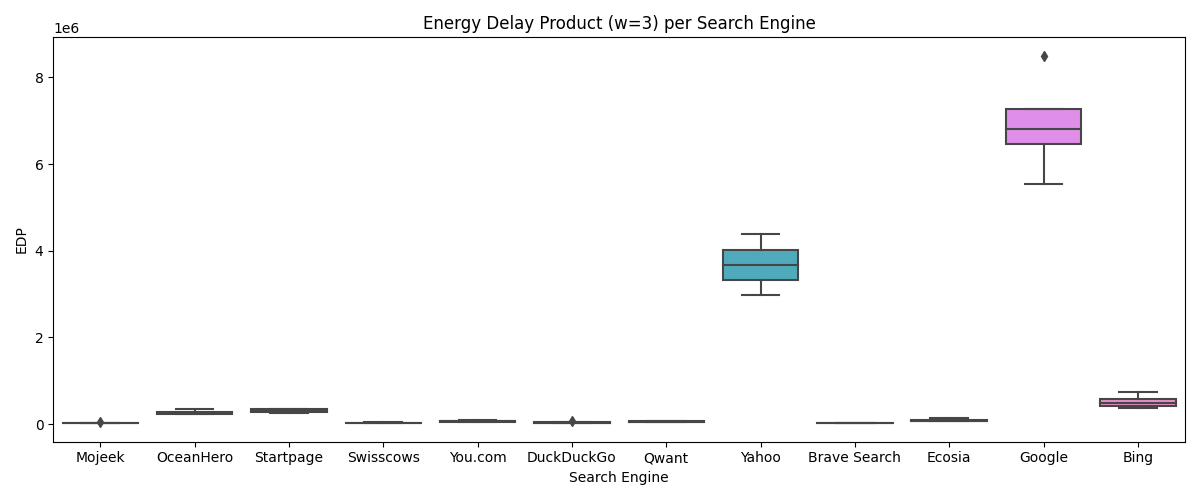 Energy Delay Product (w=3) per Search Engine
1e6
8
6
4
2
0
EDP
Mojeek OceanHero Startpage Swisscows You.com DuckDuckGo Qwant Yahoo Brave Search Ecosia Google Bing
Search Engine